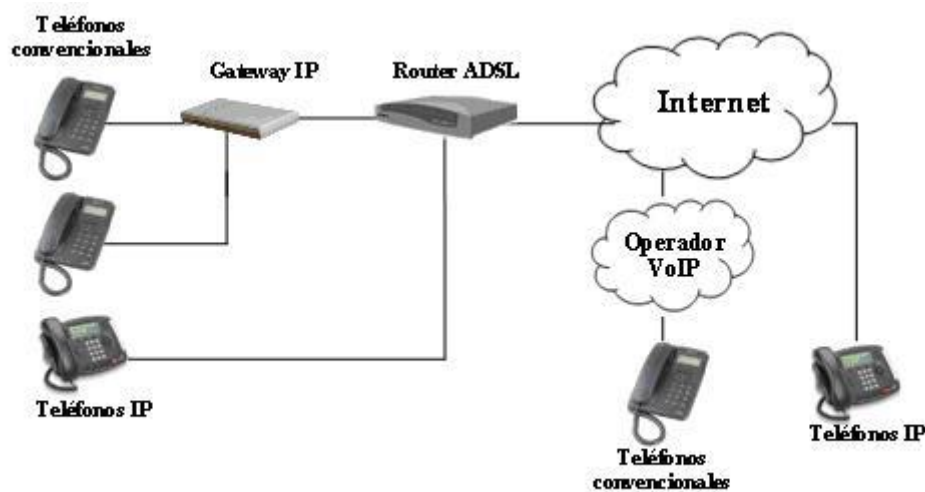 Teléfonos
convencionales
Gateway IP
Router ADSL
Internet
Operador
VoIP
Teléfonos IP
Teléfonos
convencionales
Teléfonos IP